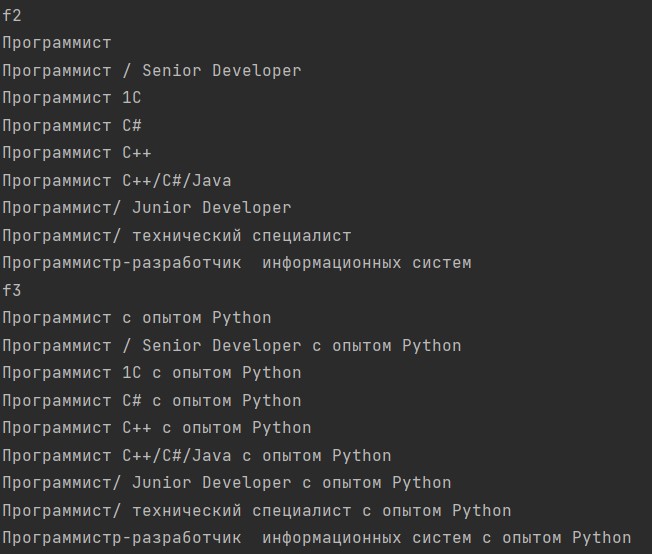 f2
Программист
Программист / Senior Developer
Программист 1С
Программист C#
Программист C++
Программист C++/C#/Java
Программист/ Junior Developer
Программист/ технический специалист
Программистр-разработчик  информационных систем
f3
Программист с опытом Python
Программист / Senior Developer с опытом Python
Программист 1С с опытом Python
Программист C# с опытом Python
Программист C++ с опытом Python
Программист C++/C#/Java с опытом Python
Программист/ Junior Developer с опытом Python
Программист/ технический специалист с опытом Python
Программистр-разработчик  информационных систем с опытом Python